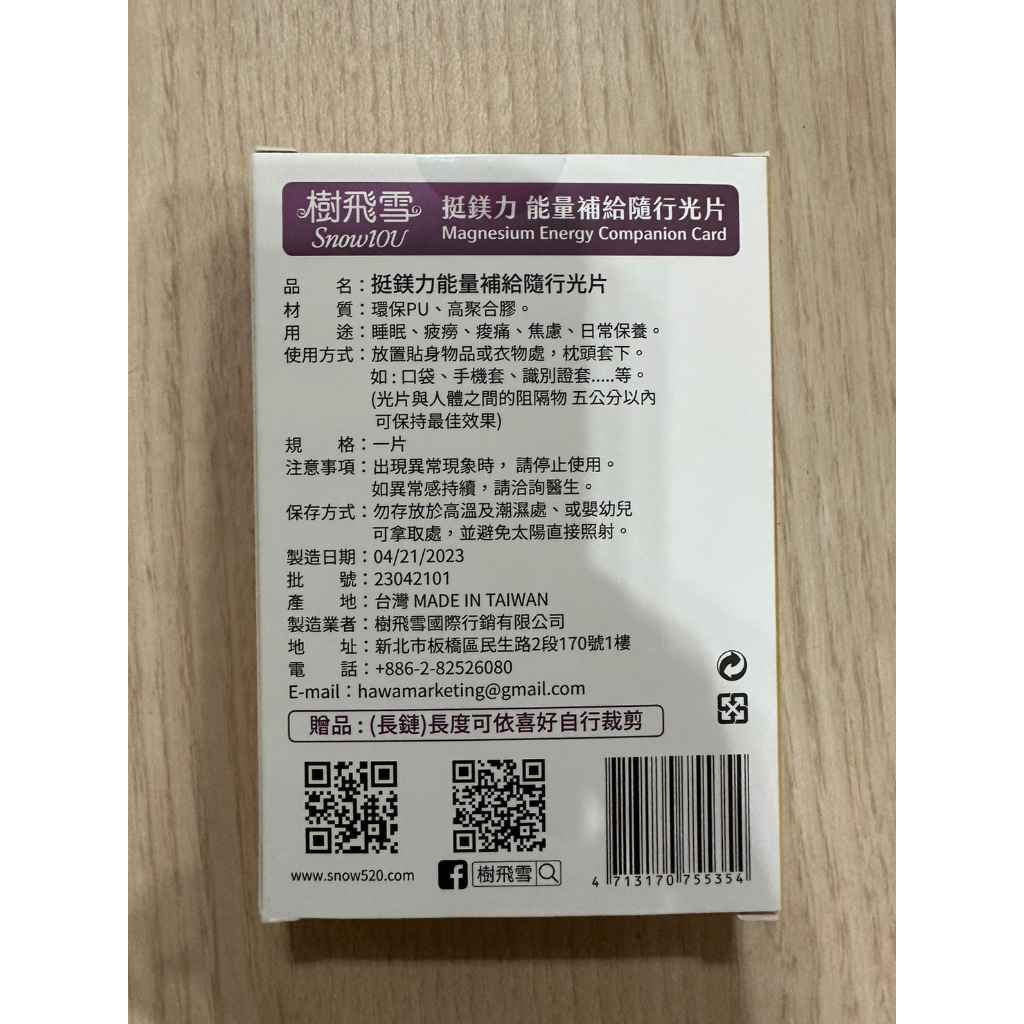 樹飛雪 挺鎂力 能量補給隨行光片
Snow1OU Magnesium Energy Companion Card
品 名：挺鎂力能量補給隨行光片
材 質：環保PU、高聚合膠。
用 途：睡眠、疲癆、痠痛、焦慮、日常保養。
使用方式：放置貼身物品或衣物處，枕頭套下。
如：口袋、手機套、識別證套.....等。
(光片與人體之間的阻隔物 五公分以內
可保持最佳效果)
規 格：一片
注意事項：出現異常現象時， 請停止使用。
如異常感持續，請洽詢醫生。
保存方式：勿存放於高溫及潮濕處、或嬰幼兒
可拿取處，並避免太陽直接照射。
製造日期：04/21/2023
批 號：23042101
產 地：台灣 MADE IN TAIWAN
製造業者：樹飛雪國際行銷有限公司
地 址：新北市板橋區民生路2段170號1樓
電 話：+886-2-82526080
E-mail：hawamarketing@gmail.com
贈品：(長鏈)長度可依喜好自行裁剪
www.snow520.com
樹飛雪
4 713170 755354